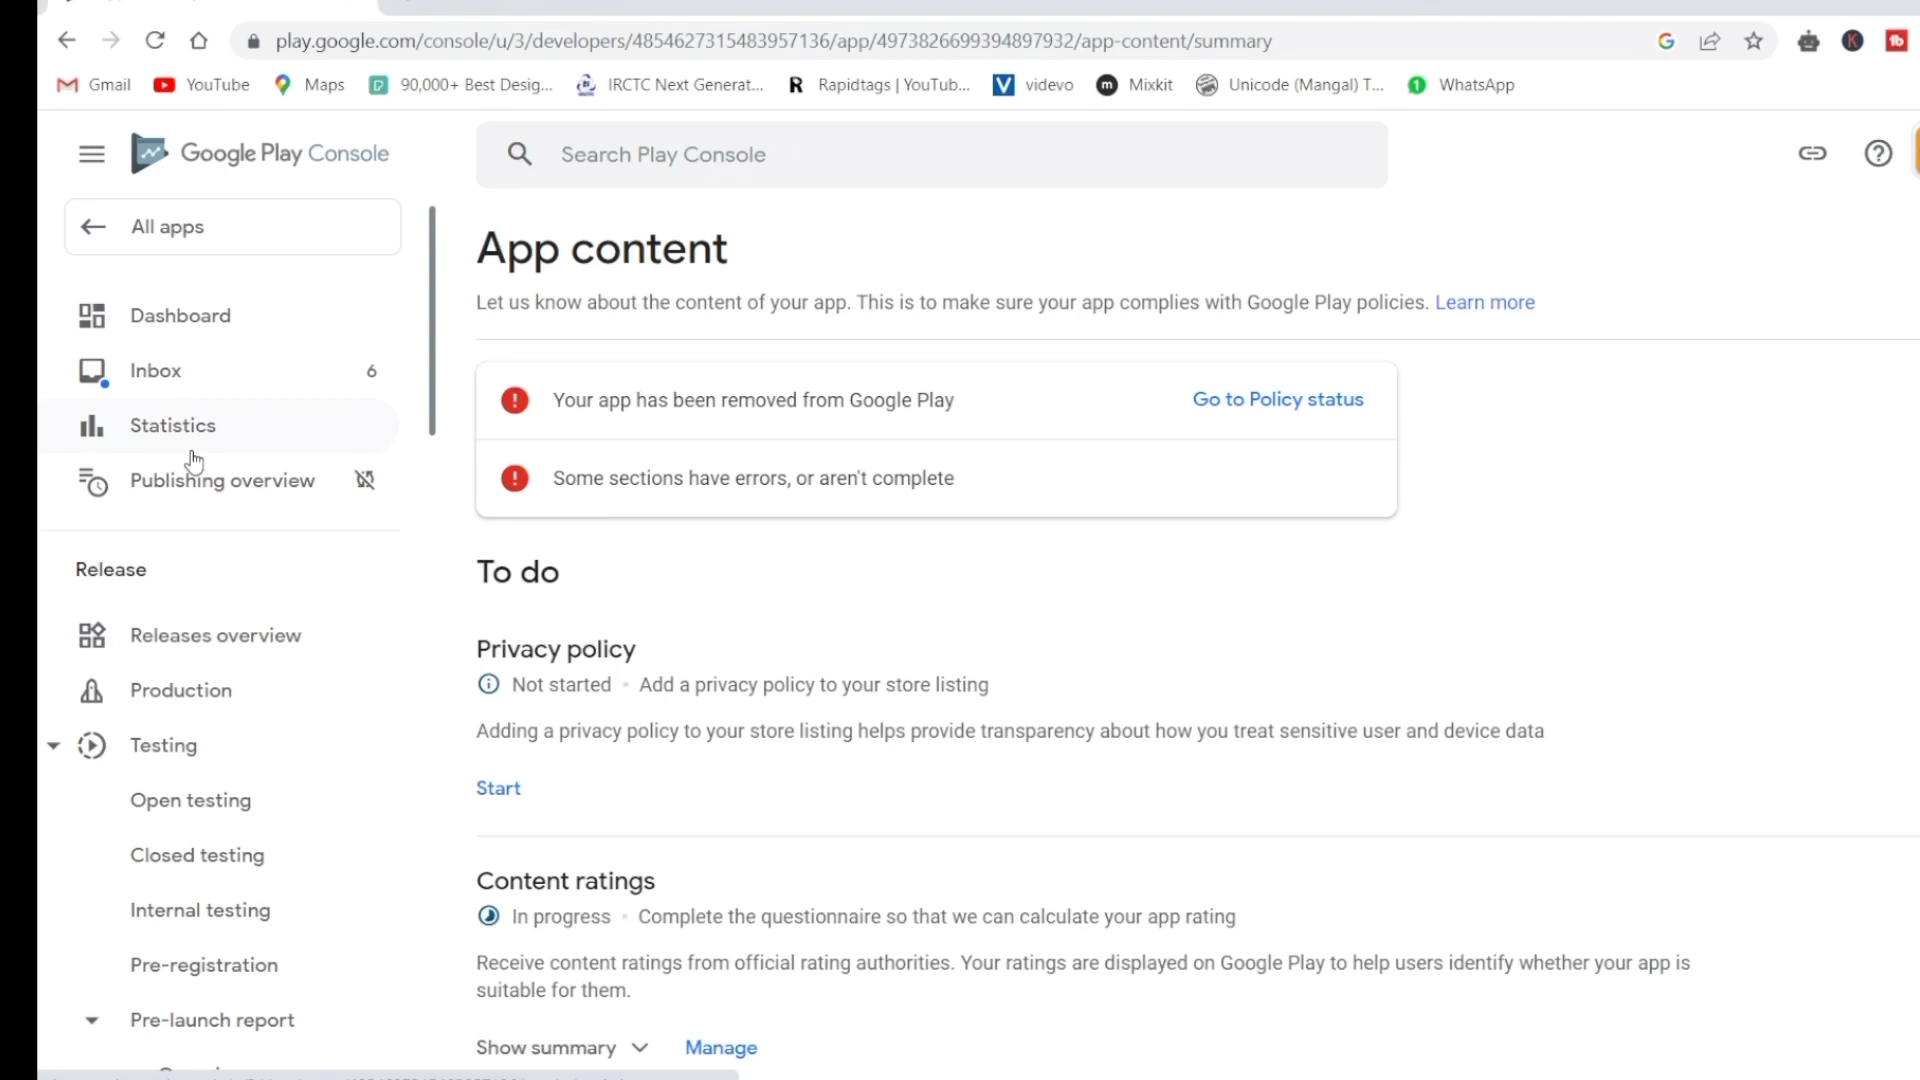 play.google.com/console/u/3/developers/4854627315483957136/app/4973826699394897932/app-content/summary
Gmail YouTube Maps 90,000+ Best Desig... IRCTC Next Generat... R Rapidtags | YouTub... V videvo m Mixkit Unicode (Mangal) T... 1 WhatsApp
Google Play Console
Search Play Console
All apps
Dashboard
Inbox 6
Statistics
Publishing overview
Release
Releases overview
Production
Testing
Open testing
Closed testing
Internal testing
Pre-registration
Pre-launch report
App content
Let us know about the content of your app. This is to make sure your app complies with Google Play policies. Learn more
Your app has been removed from Google Play Go to Policy status
Some sections have errors, or aren't complete
To do
Privacy policy
Not started • Add a privacy policy to your store listing
Adding a privacy policy to your store listing helps provide transparency about how you treat sensitive user and device data
Start
Content ratings
In progress • Complete the questionnaire so that we can calculate your app rating
Receive content ratings from official rating authorities. Your ratings are displayed on Google Play to help users identify whether your app is
suitable for them.
Show summary Manage